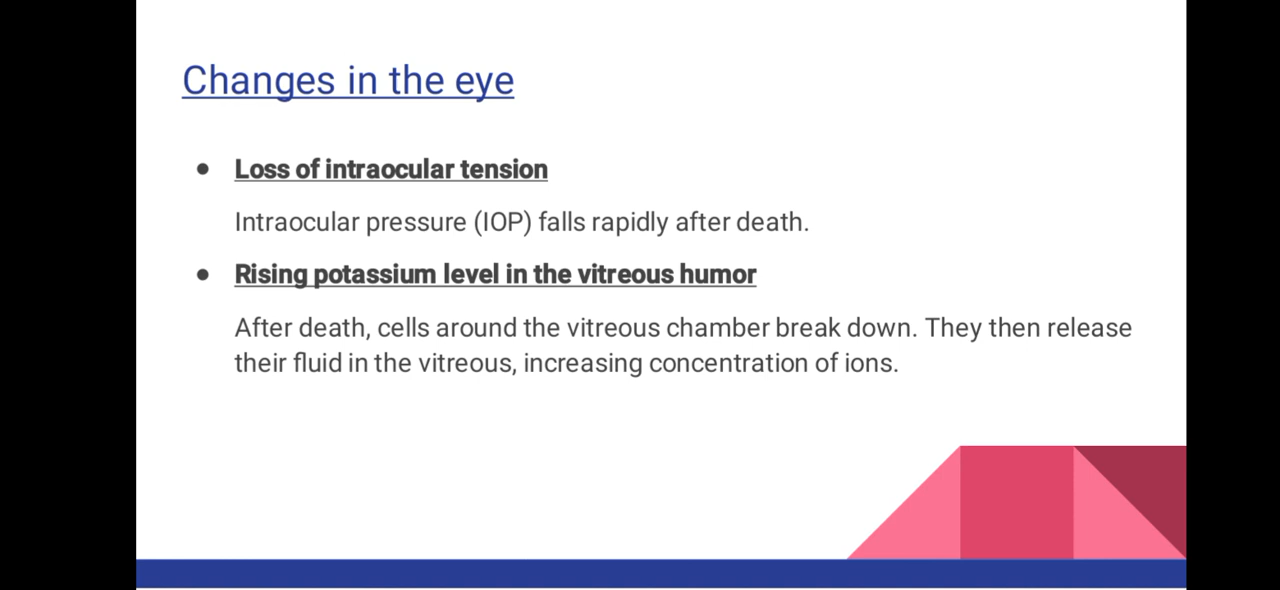 Changes in the eye
● Loss of intraocular tension
Intraocular pressure (IOP) falls rapidly after death.
● Rising potassium level in the vitreous humor
After death, cells around the vitreous chamber break down. They then release
their fluid in the vitreous, increasing concentration of ions.